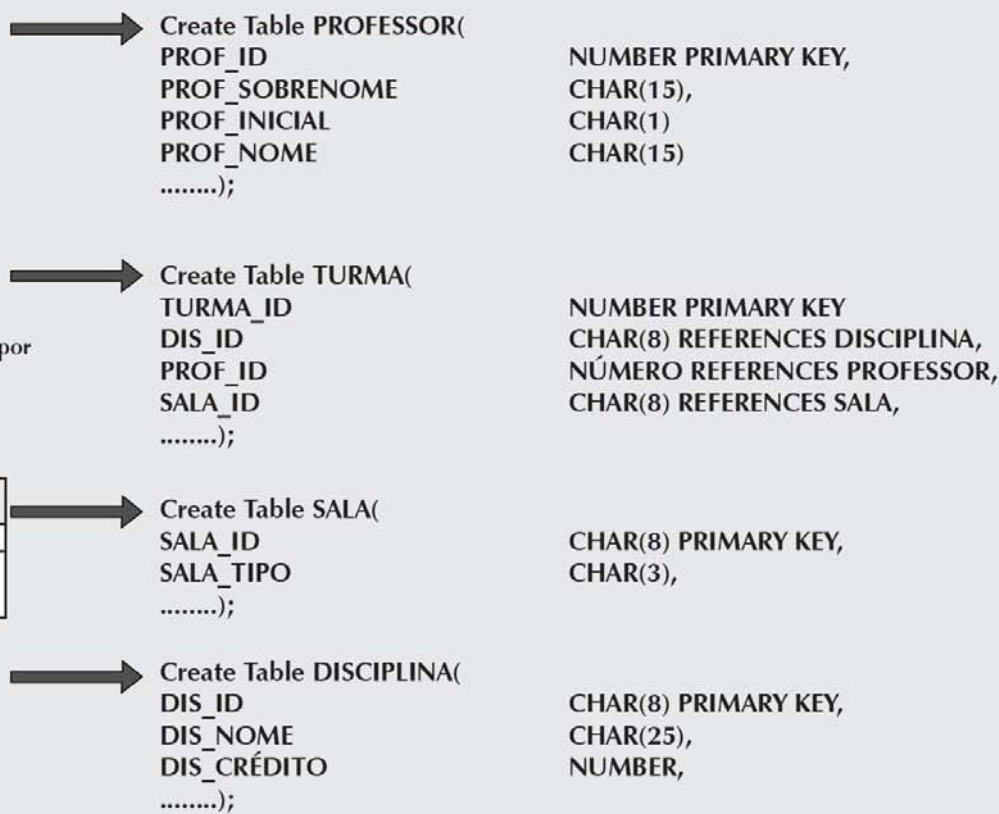 Create Table PROFESSOR(
PROF_ID NUMBER PRIMARY KEY,
PROF_SOBRENOME CHAR(15),
PROF_INICIAL CHAR(1)
PROF_NOME CHAR(15)
........);
Create Table TURMA(
TURMA_ID NUMBER PRIMARY KEY
por
DIS_ID CHAR(8) REFERENCES DISCIPLINA,
PROF_ID NÚMERO REFERENCES PROFESSOR,
SALA_ID CHAR(8) REFERENCES SALA,
........);
Create Table SALA(
SALA_ID CHAR(8) PRIMARY KEY,
SALA_TIPO CHAR(3),
........);
Create Table DISCIPLINA(
DIS_ID CHAR(8) PRIMARY KEY,
DIS_NOME CHAR(25),
DIS_CRÉDITO NUMBER,
........);